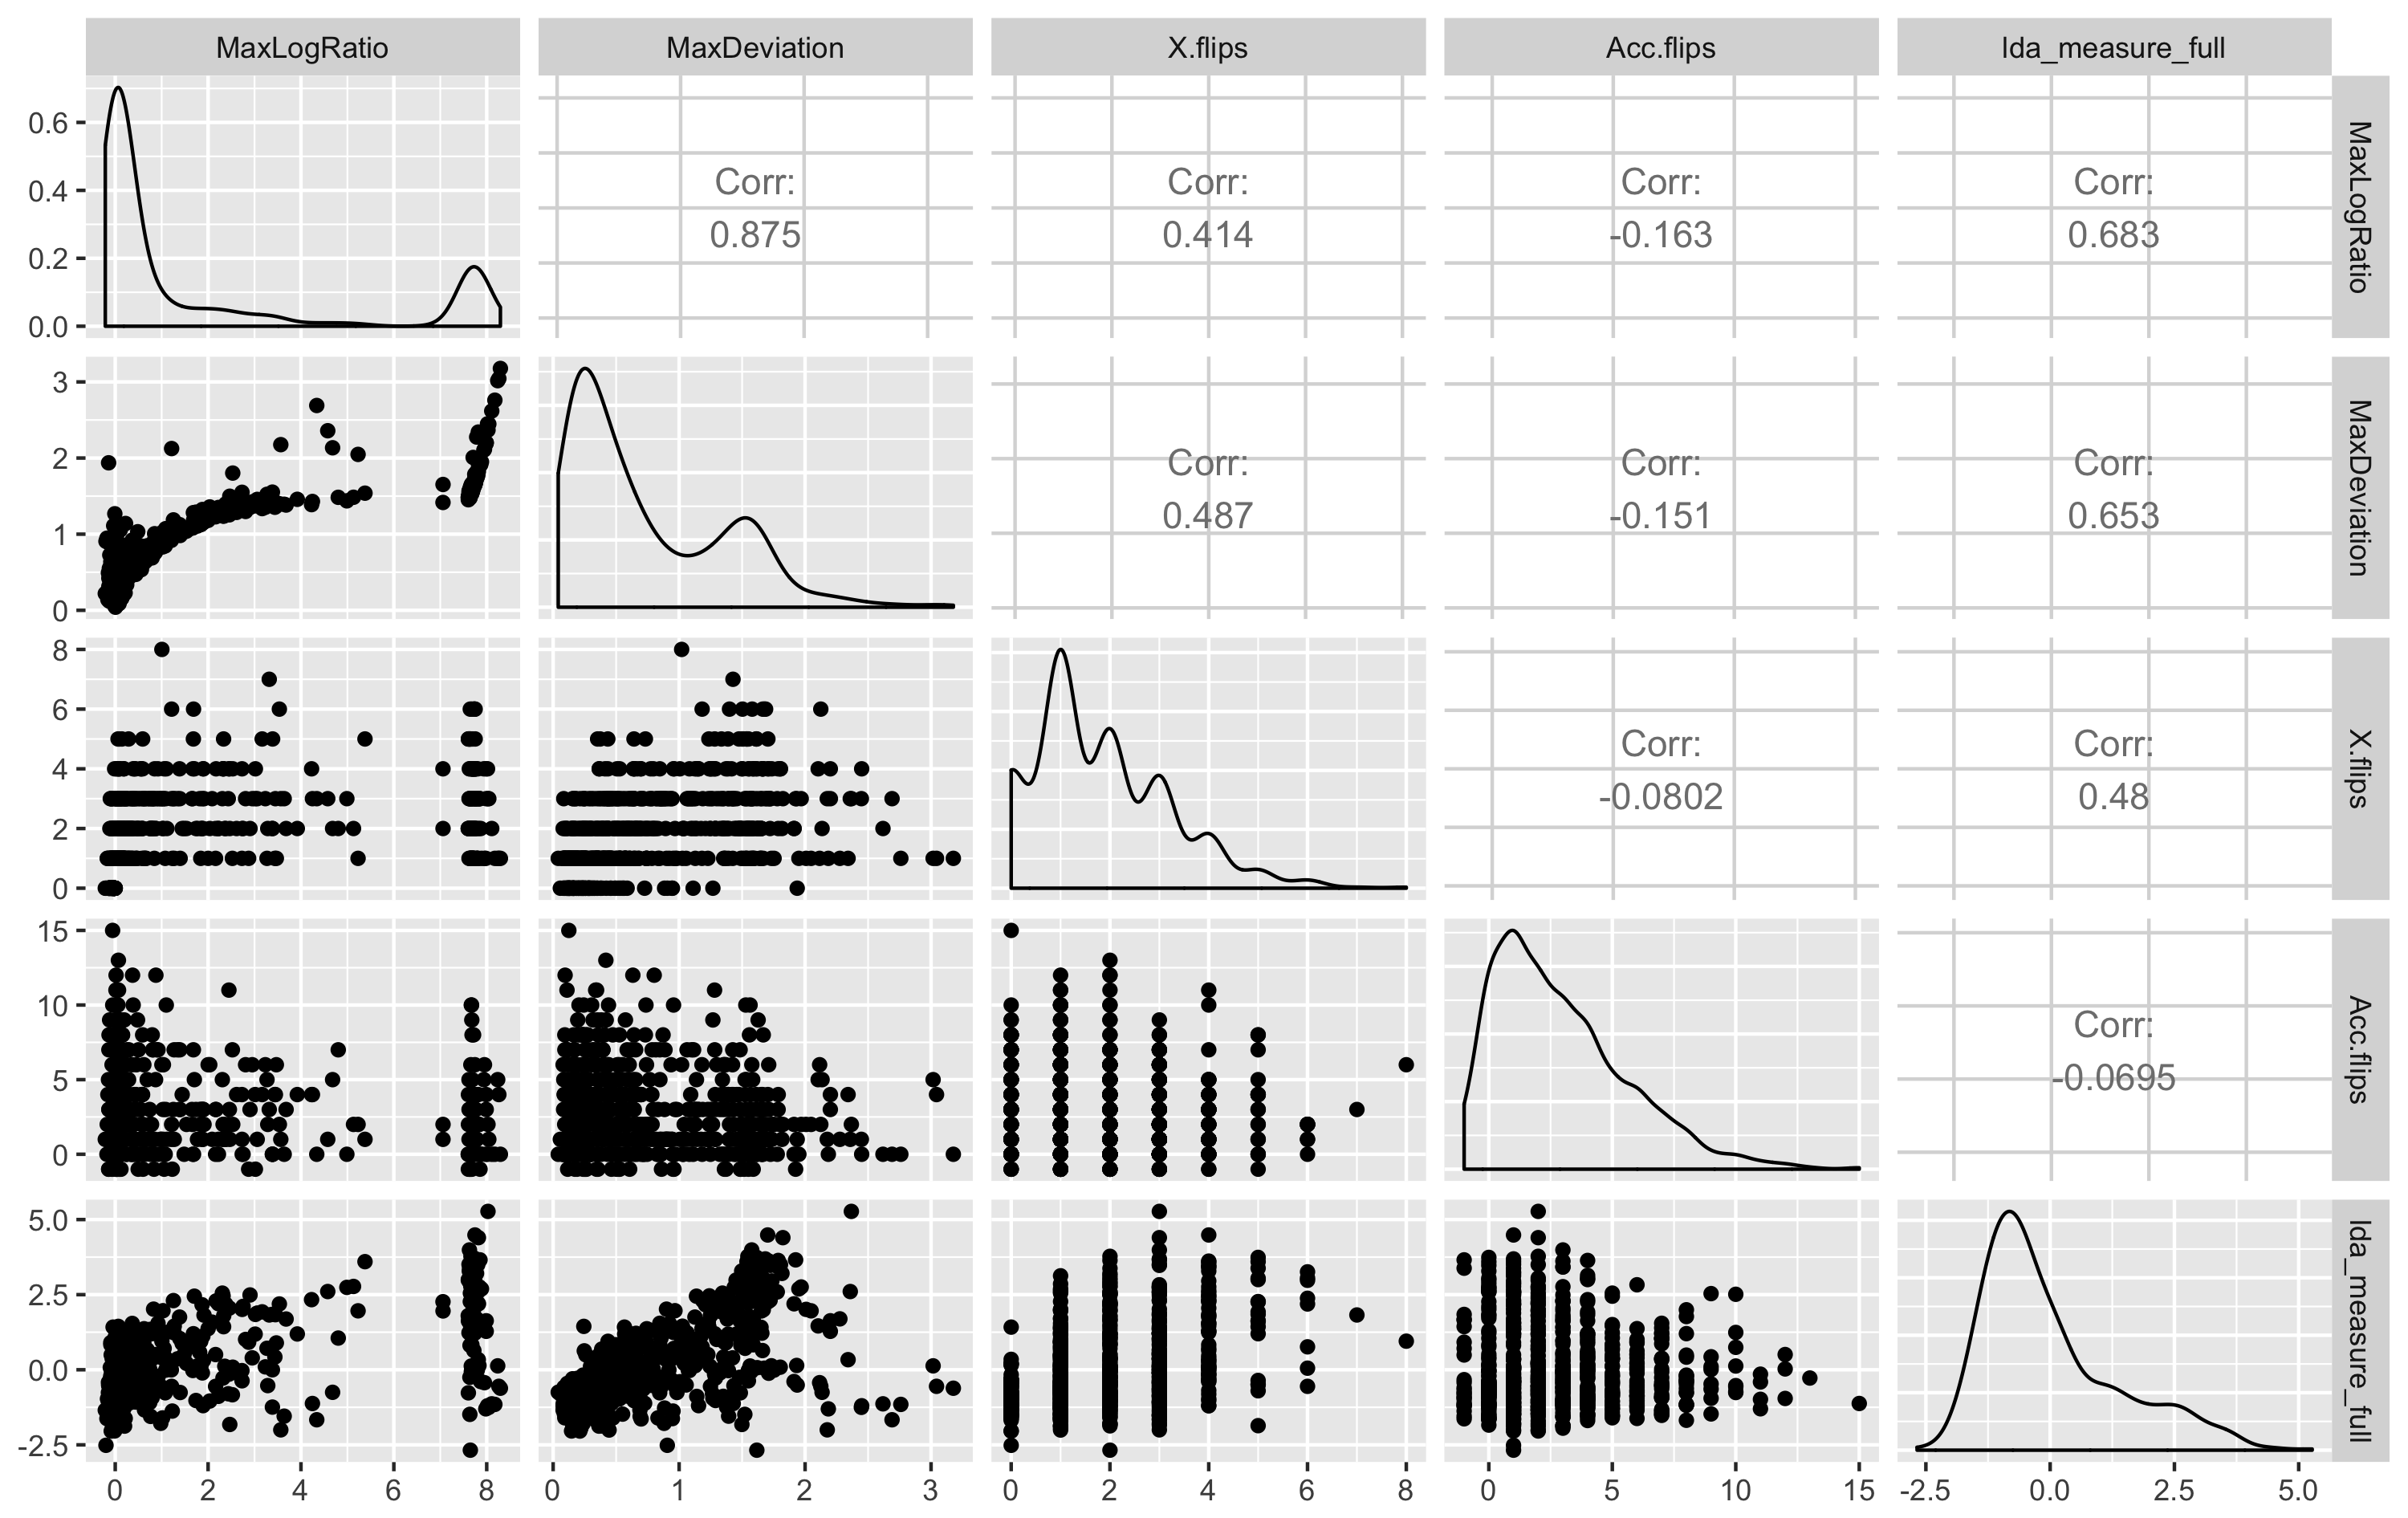 MaxLogRatio
MaxDeviation
X.flips
Acc.flips
lda_measure_full
0.6
0.4
0.2
0.0
Corr:
0.875
Corr:
0.414
Corr:
-0.163
Corr:
0.683
MaxLogRatio
3
2
1
0
Corr:
0.487
Corr:
-0.151
Corr:
0.653
MaxDeviation
8
6
4
2
0
Corr:
-0.0802
Corr:
0.48
X.flips
15
10
5
0
Corr:
-0.0695
Acc.flips
5.0
2.5
0.0
-2.5
lda_measure_full
0 2 4 6 8
0 1 2 3
0 2 4 6 8
0 5 10 15
-2.5 0.0 2.5 5.0